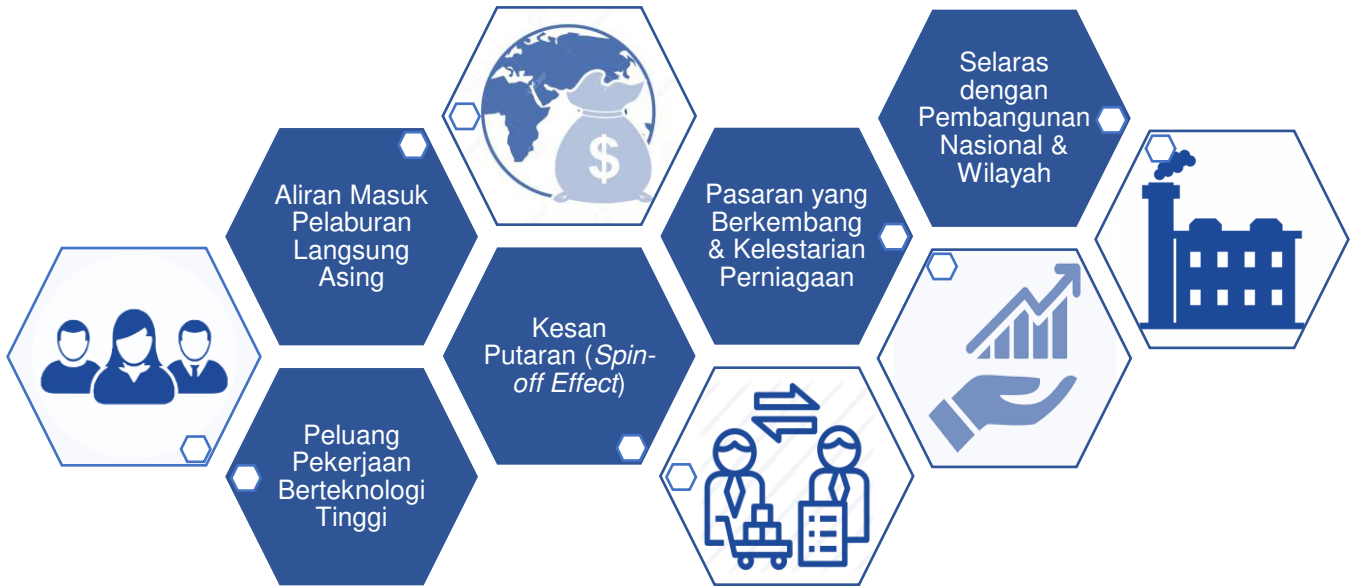 Aliran Masuk
Pelaburan
Langsung
Asing
Peluang
Pekerjaan
Berteknologi
Tinggi
$
Kesan
Putaran (Spin-
off Effect)
Pasaran yang
Berkembang
& Kelestarian
Perniagaan
Selaras
dengan
Pembangunan
Nasional &
Wilayah